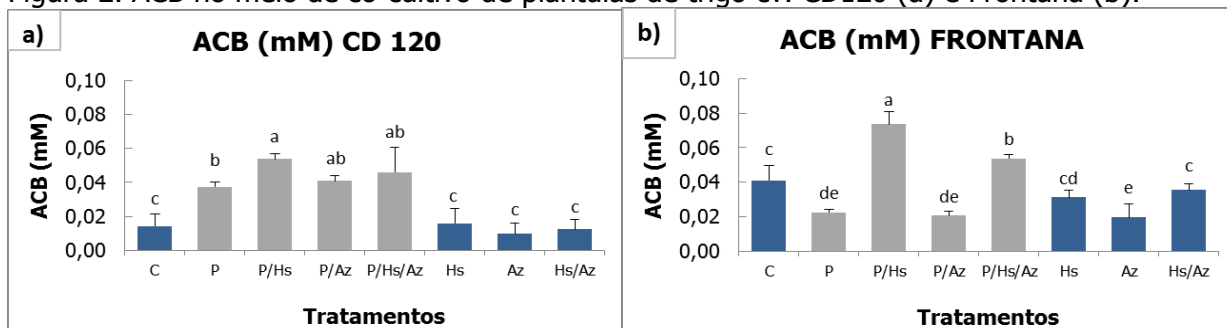 Figura 2. ACB no meio de co-cultivo de plântulas de trigo cv. CD120 (a) e Frontana (b).
a)
ACB (mM) CD 120
ACB (mM)
0,10
0,08
0,06
0,04
0,02
0,00
c
b
a
ab
ab
c
c
c
C P P/Hs P/Az P/Hs/Az Hs Az Hs/Az
Tratamentos
b)
ACB (mM) FRONTANA
ACB (mM)
0,10
0,08
0,06
0,04
0,02
0,00
c
de
a
de
b
cd
e
c
C P P/Hs P/Az P/Hs/Az Hs Az Hs/Az
Tratamentos